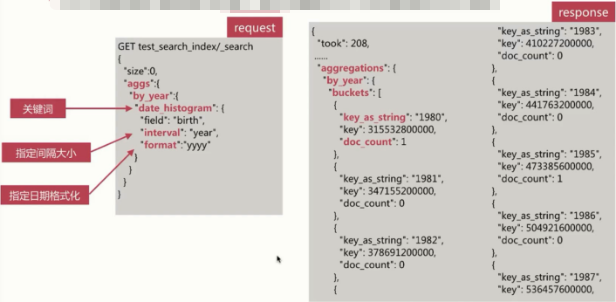 request
GET test_search_index/_search
{
"size":0,
"aggs":{
"by_year":{
"date_histogram": {
"field": "birth",
"interval": "year",
"format":"yyyy"
}
}
}
}
关键词
指定间隔大小
指定日期格式化
response
{
"took": 208,
......
"aggregations": {
"by_year": {
"buckets": [
{
"key_as_string": "1980",
"key": 315532800000,
"doc_count": 1
},
{
"key_as_string": "1981",
"key": 347155200000,
"doc_count": 0
},
{
"key_as_string": "1982",
"key": 378691200000,
"doc_count": 0
},
{
"key_as_string": "1983",
"key": 410227200000,
"doc_count": 0
},
{
"key_as_string": "1984",
"key": 441763200000,
"doc_count": 0
},
{
"key_as_string": "1985",
"key": 473385600000,
"doc_count": 1
},
{
"key_as_string": "1986",
"key": 504921600000,
"doc_count": 0
},
{
"key_as_string": "1987",
"key": 536457600000,